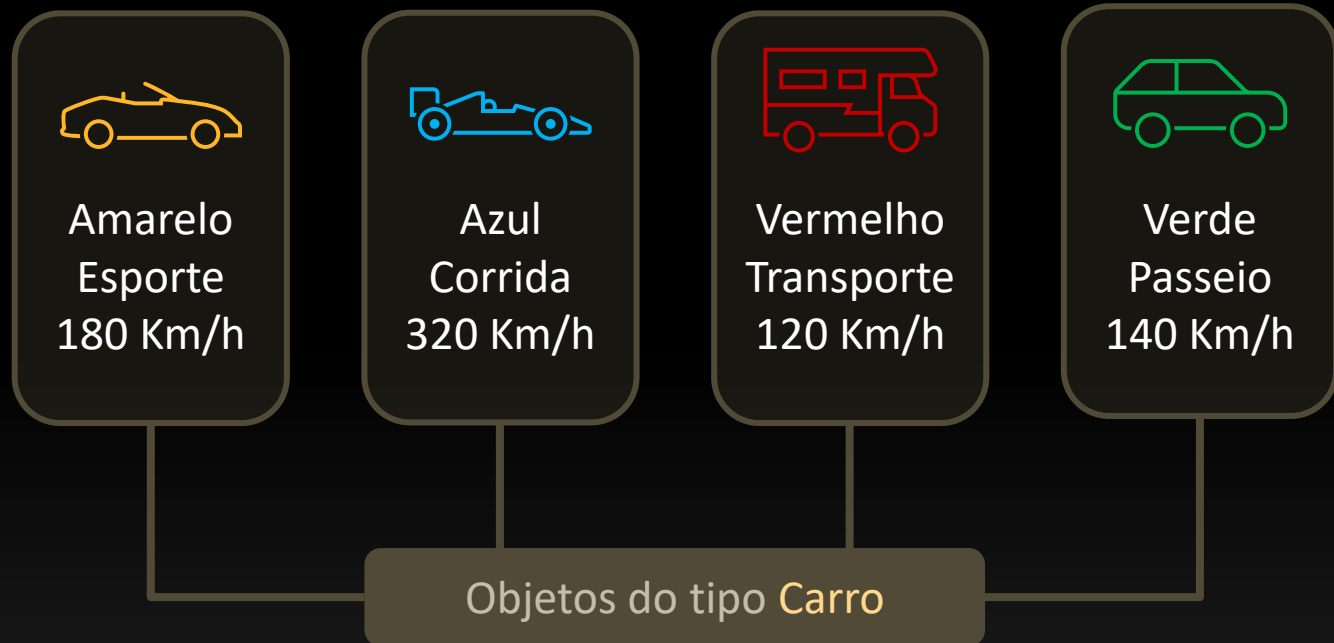 Amarelo
Esporte
180 Km/h
Azul
Corrida
320 Km/h
Vermelho
Transporte
120 Km/h
Verde
Passeio
140 Km/h
Objetos do tipo Carro